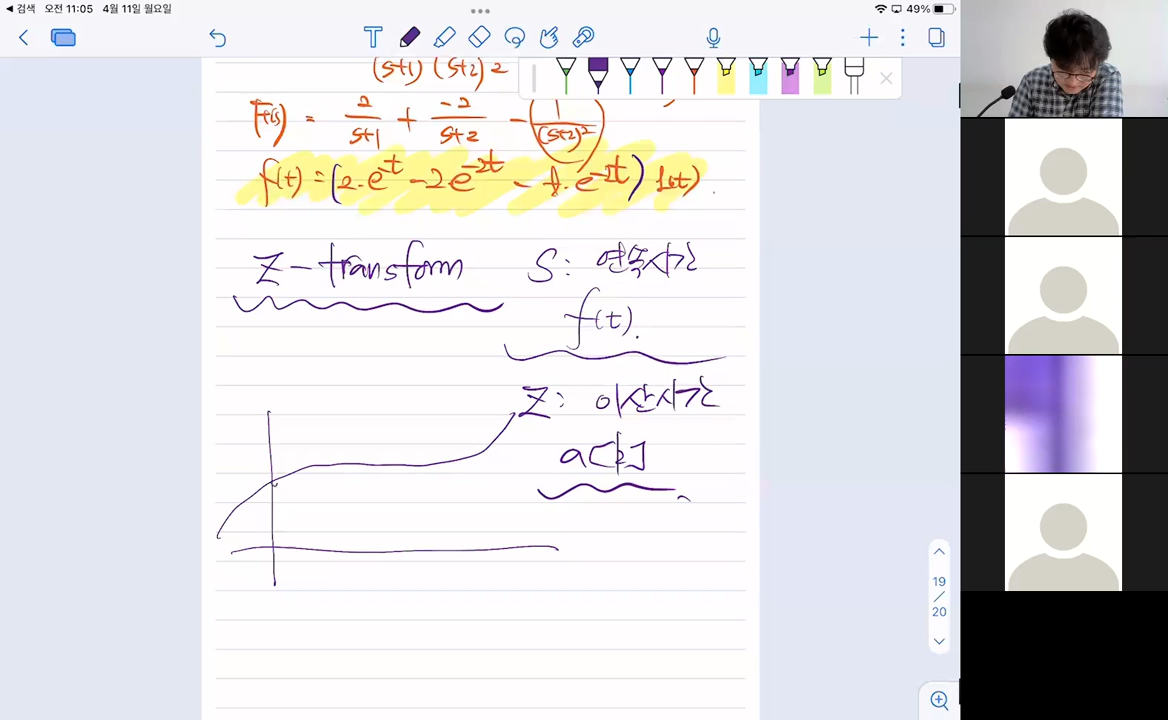 검색 오전 11:05 4월 11일 월요일 49%
(s+1) (s+2)2
F(s) = 2/s+1 + -2/s+2 - 1/(s+2)2
f(t) = (2·e-t - 2·e-2t - t·e-2t) 1(t).
Z-transform
S: 연속시간
f(t).
Z: 이산시간
a[k]
19
/
20